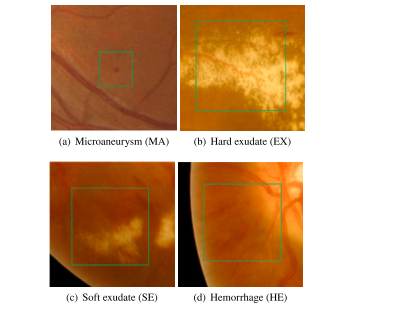 (a) Microaneurysm (MA)
(b) Hard exudate (EX)
(c) Soft exudate (SE)
(d) Hemorrhage (HE)